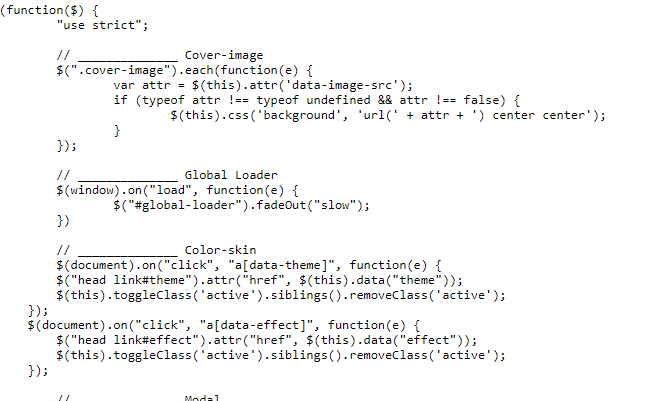 (function($) {
"use strict";
// ______________ Cover-image
$(".cover-image").each(function(e) {
var attr = $(this).attr('data-image-src');
if (typeof attr !== typeof undefined && attr !== false) {
$(this).css('background', 'url(' + attr + ') center center');
}
});
// ______________ Global Loader
$(window).on("load", function(e) {
$("#global-loader").fadeOut("slow");
})
// ______________ Color-skin
$(document).on("click", "a[data-theme]", function(e) {
$("head link#theme").attr("href", $(this).data("theme"));
$(this).toggleClass('active').siblings().removeClass('active');
});
$(document).on("click", "a[data-effect]", function(e) {
$("head link#effect").attr("href", $(this).data("effect"));
$(this).toggleClass('active').siblings().removeClass('active');
});
// Modal